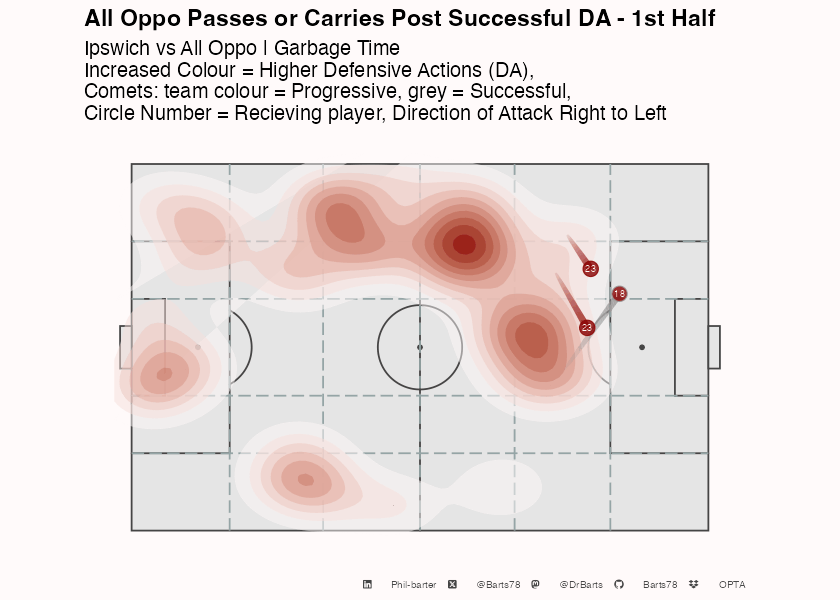 All Oppo Passes or Carries Post Successful DA - 1st Half
Ipswich vs All Oppo I Garbage Time
Increased Colour = Higher Defensive Actions (DA),
Comets: team colour = Progressive, grey = Successful,
Circle Number = Recieving player, Direction of Attack Right to Left
23
18
23
Phil-barter @Barts78 @DrBarts Barts78 OPTA